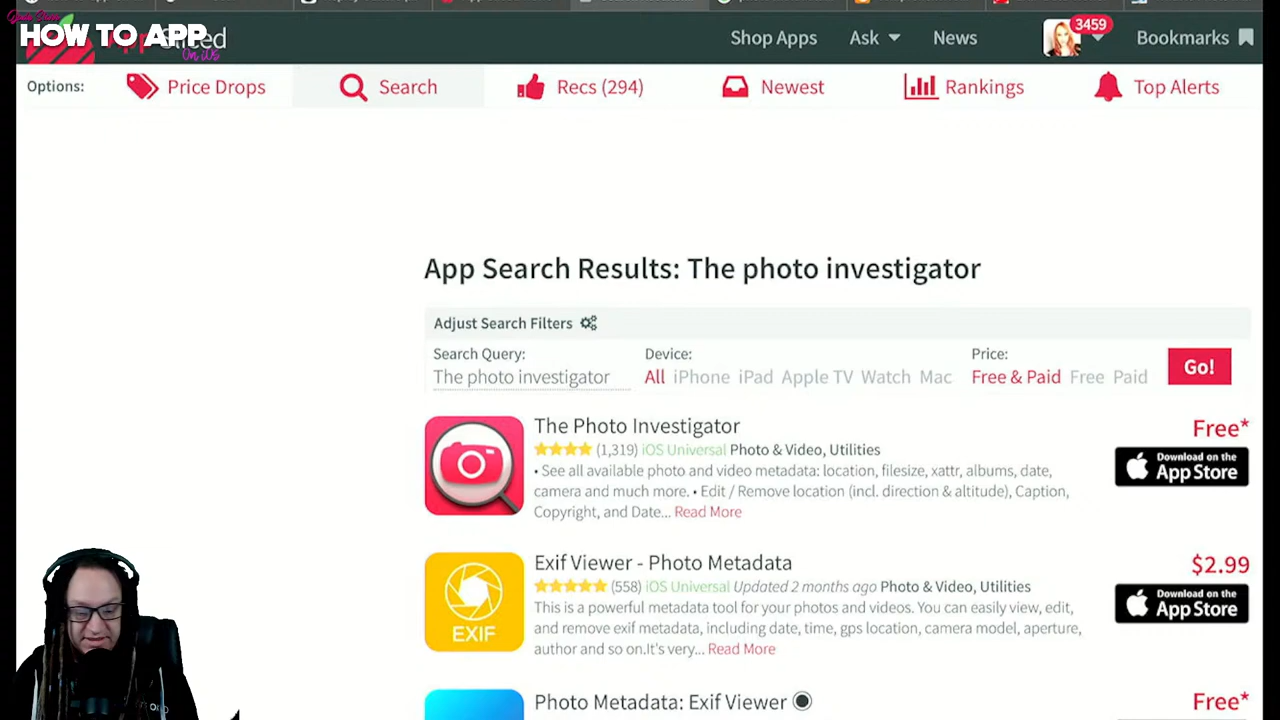 HOW TO APP
On iOS
Shop Apps
Ask
News
3459
Bookmarks
Options:
Price Drops
Search
Recs (294)
Newest
Rankings
Top Alerts
App Search Results: The photo investigator
Adjust Search Filters
Search Query:
The photo investigator
Device:
All iPhone iPad Apple TV Watch Mac
Price:
Free & Paid Free Paid
Go!
The Photo Investigator
(1,319) iOS Universal Photo & Video, Utilities
• See all available photo and video metadata: location, filesize, xattr, albums, date,
camera and much more. • Edit / Remove location (incl. direction & altitude), Caption,
Copyright, and Date... Read More
Free*
Download on the
App Store
EXIF
Exif Viewer - Photo Metadata
(558) iOS Universal Updated 2 months ago Photo & Video, Utilities
This is a powerful metadata tool for your photos and videos. You can easily view, edit,
and remove exif metadata, including date, time, gps location, camera model, aperture,
author and so on.It's very... Read More
$2.99
Download on the
App Store
Photo Metadata: Exif Viewer
Free*